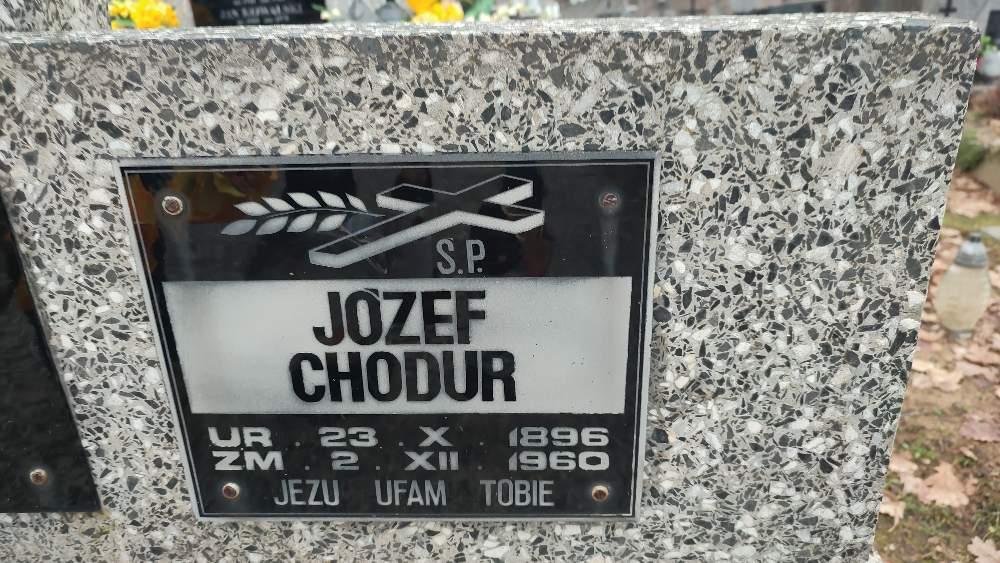 S.P.
JÓZEF
CHODUR
UR . 23 . X . 1896
ZM . 2 . XII . 1960
JEZU UFAM TOBIE